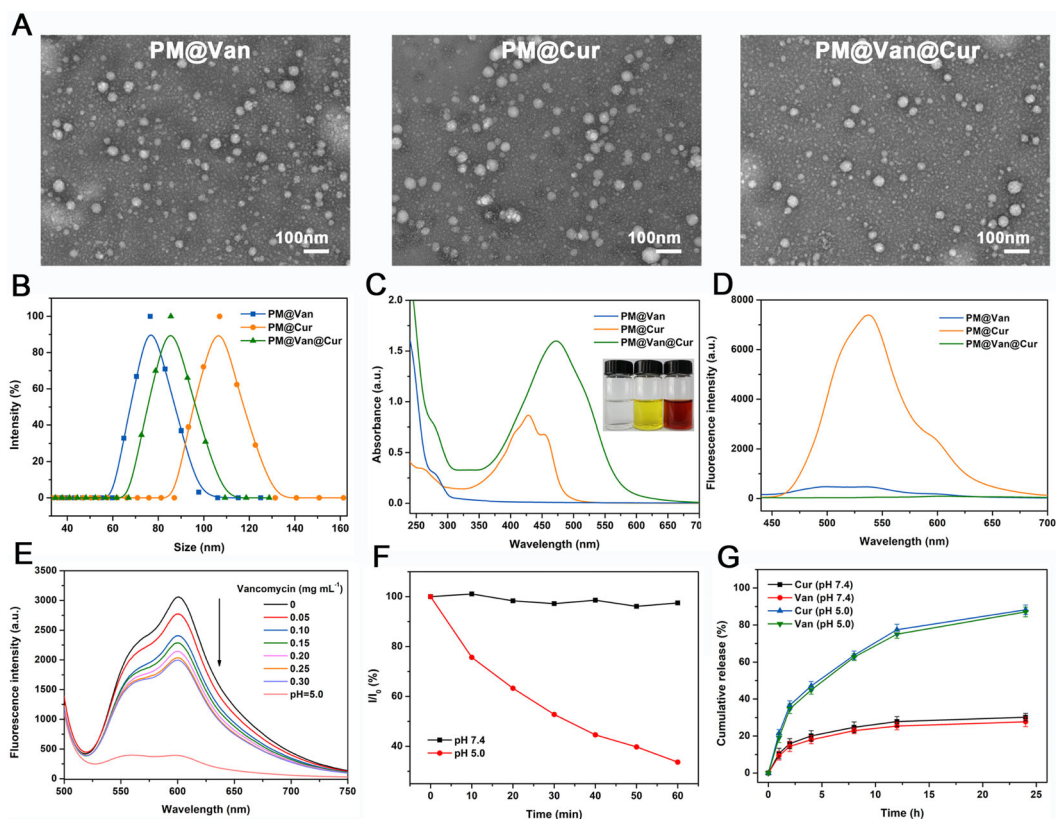 A
PM@Van
PM@Cur
PM@Van@Cur
100nm
100nm
100nm
B
100
80
60
40
20
0
Intensity (%)
40 60 80 100 120 140 160
Size (nm)
PM@Van
PM@Cur
PM@Van@Cur
C
2.0
1.5
1.0
0.5
0.0
Absorbance (a.u.)
250 300 350 400 450 500 550 600 650 700
Wavelength (nm)
PM@Van
PM@Cur
PM@Van@Cur
D
8000
6000
4000
2000
0
Fluorescence intensity (a.u.)
450 500 550 600 650 700
Wavelength (nm)
PM@Van
PM@Cur
PM@Van@Cur
E
3500
3000
2500
2000
1500
1000
500
0
Fluorescence intensity (a.u.)
500 550 600 650 700 750
Wavelength (nm)
Vancomycin (mg mL⁻¹)
0
0.05
0.10
0.15
0.20
0.25
0.30
pH=5.0
F
120
100
80
60
40
I/I₀ (%)
0 10 20 30 40 50 60
Time (min)
pH 7.4
pH 5.0
G
100
80
60
40
20
0
Cumulative release (%)
0 5 10 15 20 25
Time (h)
Cur (pH 7.4)
Van (pH 7.4)
Cur (pH 5.0)
Van (pH 5.0)